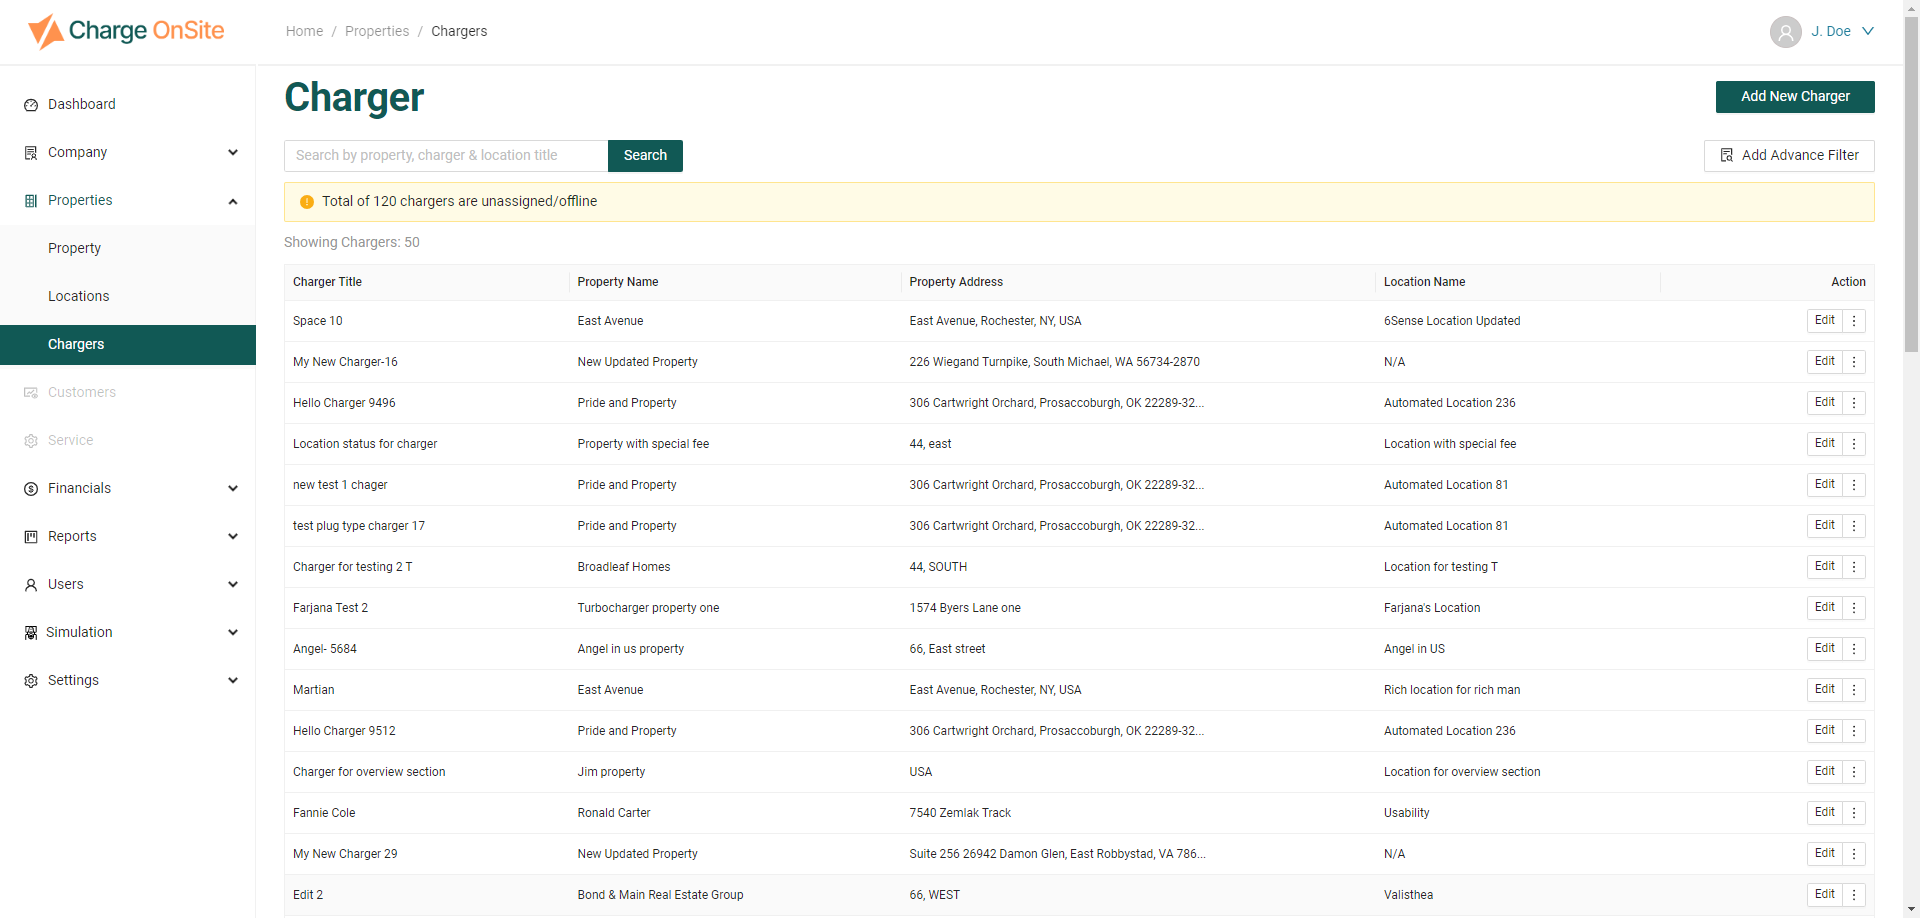 Charge OnSite
Home / Properties / Chargers
J. Doe
Dashboard
Company
Properties
Property
Locations
Chargers
Customers
Service
Financials
Reports
Users
Simulation
Settings
Charger
Add New Charger
Search by property, charger & location title
Search
Add Advance Filter
Total of 120 chargers are unassigned/offline
Showing Chargers: 50
Charger Title Property Name Property Address Location Name Action
Space 10 East Avenue East Avenue, Rochester, NY, USA 6Sense Location Updated Edit
My New Charger-16 New Updated Property 226 Wiegand Turnpike, South Michael, WA 56734-2870 N/A Edit
Hello Charger 9496 Pride and Property 306 Cartwright Orchard, Prosaccoburgh, OK 22289-32... Automated Location 236 Edit
Location status for charger Property with special fee 44, east Location with special fee Edit
new test 1 chager Pride and Property 306 Cartwright Orchard, Prosaccoburgh, OK 22289-32... Automated Location 81 Edit
test plug type charger 17 Pride and Property 306 Cartwright Orchard, Prosaccoburgh, OK 22289-32... Automated Location 81 Edit
Charger for testing 2 T Broadleaf Homes 44, SOUTH Location for testing T Edit
Farjana Test 2 Turbocharger property one 1574 Byers Lane one Farjana's Location Edit
Angel- 5684 Angel in us property 66, East street Angel in US Edit
Martian East Avenue East Avenue, Rochester, NY, USA Rich location for rich man Edit
Hello Charger 9512 Pride and Property 306 Cartwright Orchard, Prosaccoburgh, OK 22289-32... Automated Location 236 Edit
Charger for overview section Jim property USA Location for overview section Edit
Fannie Cole Ronald Carter 7540 Zemlak Track Usability Edit
My New Charger 29 New Updated Property Suite 256 26942 Damon Glen, East Robbystad, VA 786... N/A Edit
Edit 2 Bond & Main Real Estate Group 66, WEST Valisthea Edit